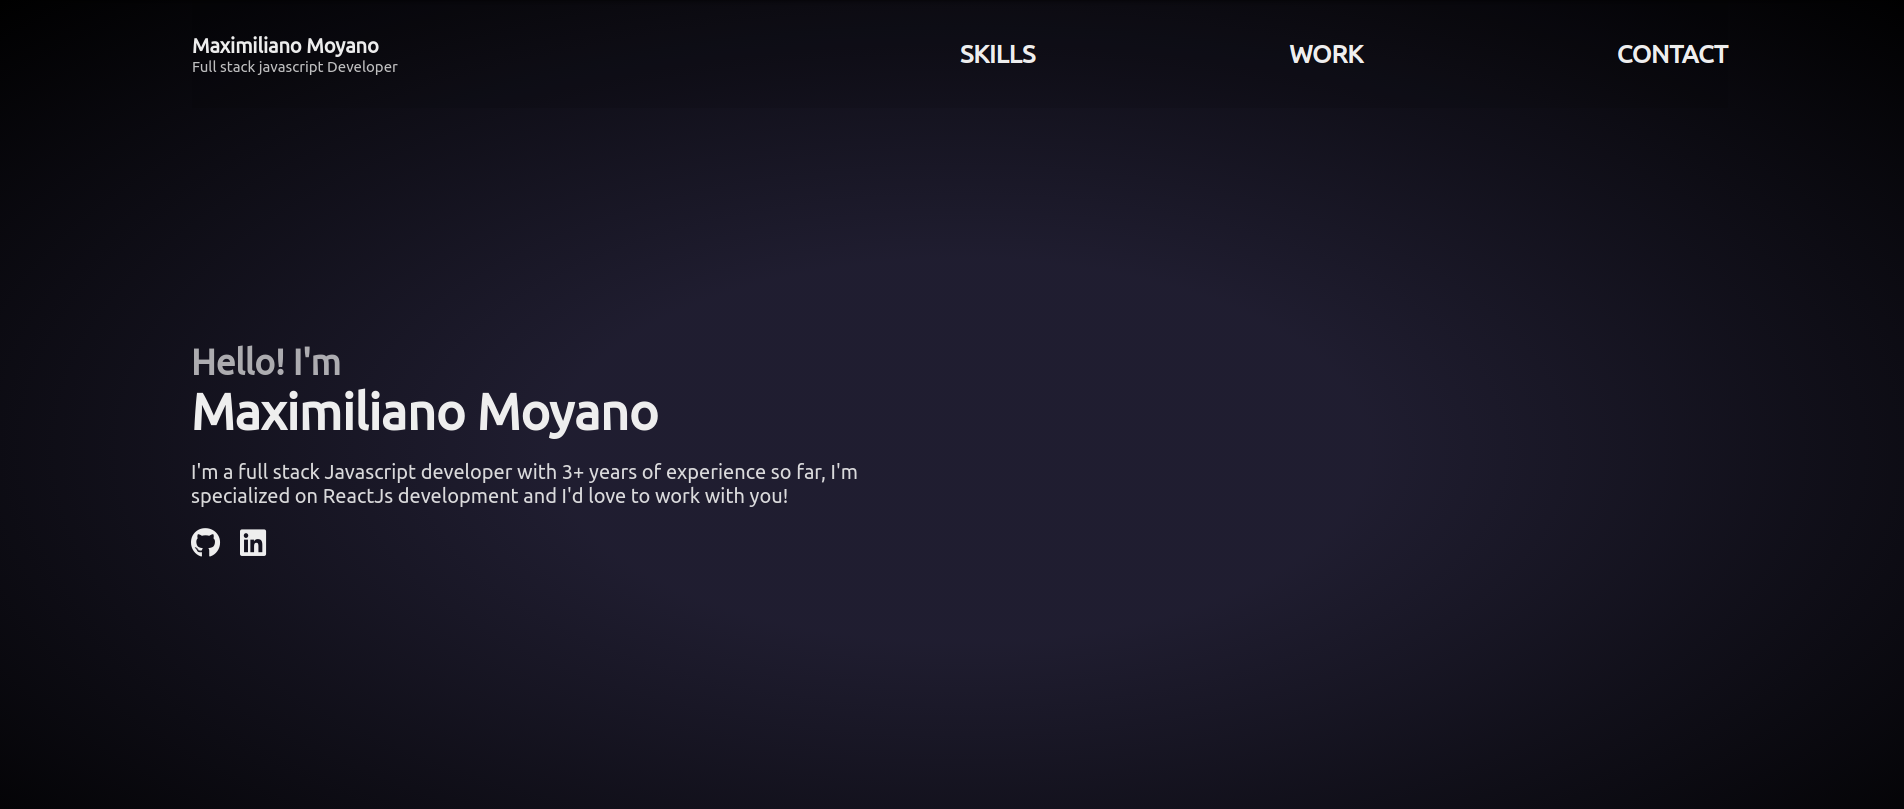 Maximiliano Moyano
Full stack javascript Developer
SKILLS
WORK
CONTACT
Hello! I'm
Maximiliano Moyano
I'm a full stack Javascript developer with 3+ years of experience so far, I'm
specialized on ReactJs development and I'd love to work with you!
in